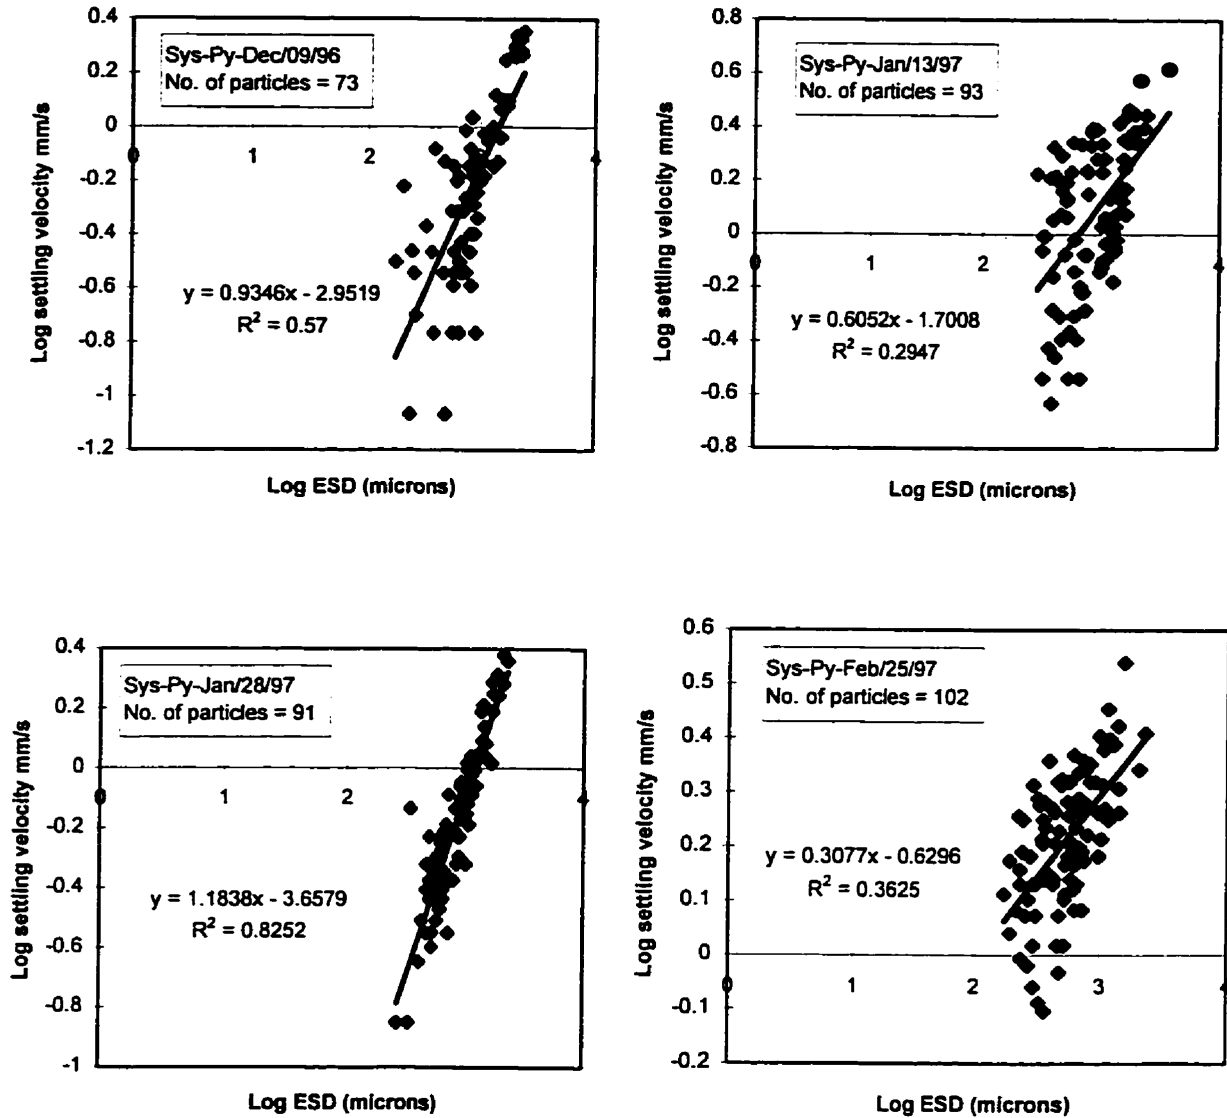 0.4
0.2
0
-0.2
-0.4
-0.6
-0.8
-1
-1.2
0
1
2
4
Sys-Py-Dec/09/96
No. of particles = 73
y = 0.9346x - 2.9519
R² = 0.57
Log settling velocity mm/s
Log ESD (microns)
0.8
0.6
0.4
0.2
0
-0.2
-0.4
-0.6
-0.8
0
1
2
4
Sys-Py-Jan/13/97
No. of particles = 93
y = 0.6052x - 1.7008
R² = 0.2947
Log settling velocity mm/s
Log ESD (microns)
0.4
0.2
0
-0.2
-0.4
-0.6
-0.8
-1
0
1
2
4
Sys-Py-Jan/28/97
No. of particles = 91
y = 1.1838x - 3.6579
R² = 0.8252
Log settling velocity mm/s
Log ESD (microns)
0.6
0.5
0.4
0.3
0.2
0.1
0
-0.1
-0.2
0
1
2
3
4
Sys-Py-Feb/25/97
No. of particles = 102
y = 0.3077x - 0.6296
R² = 0.3625
Log settling velocity mm/s
Log ESD (microns)